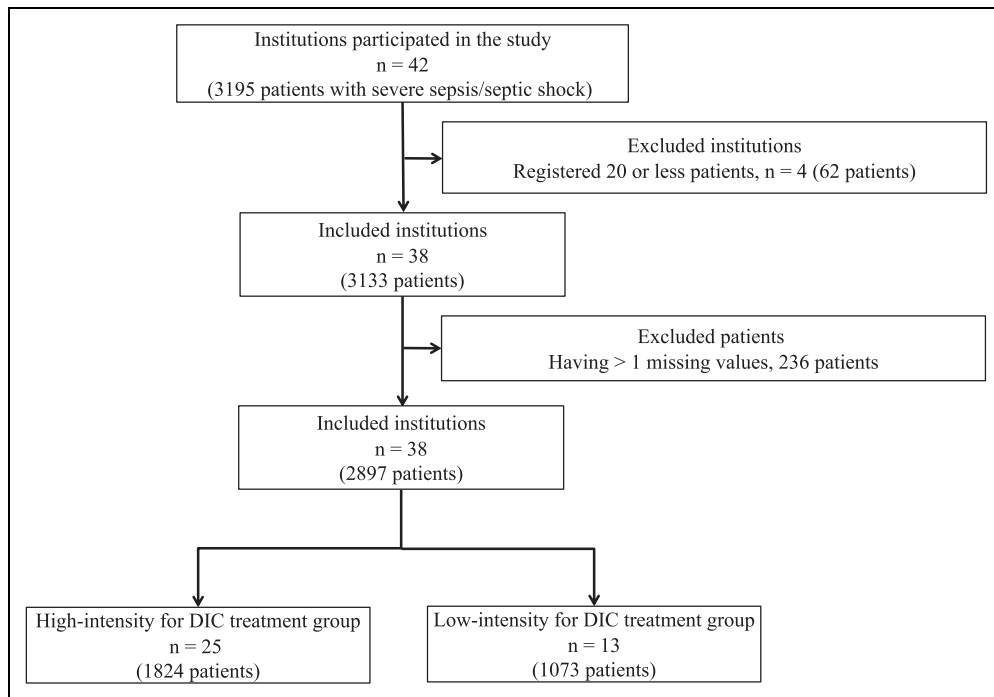 Institutions participated in the study
n = 42
(3195 patients with severe sepsis/septic shock)
Excluded institutions
Registered 20 or less patients, n = 4 (62 patients)
Included institutions
n = 38
(3133 patients)
Excluded patients
Having > 1 missing values, 236 patients
Included institutions
n = 38
(2897 patients)
High-intensity for DIC treatment group
n = 25
(1824 patients)
Low-intensity for DIC treatment group
n = 13
(1073 patients)